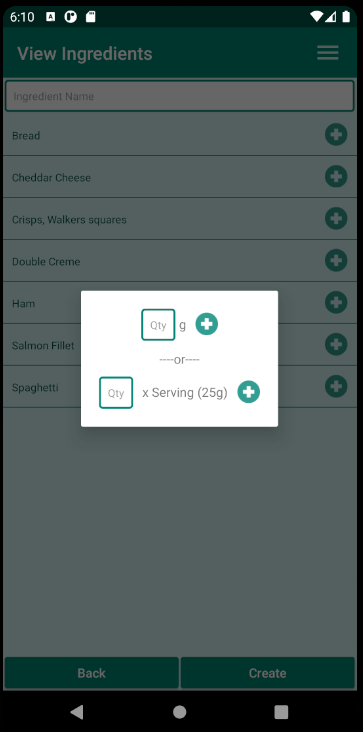 6:10
View Ingredients
Ingredient Name
Bread
Cheddar Cheese
Crisps, Walkers squares
Double Creme
Ham
Qty g
----or----
Salmon Fillet
Spaghetti
Qty x Serving (25g)
Back Create